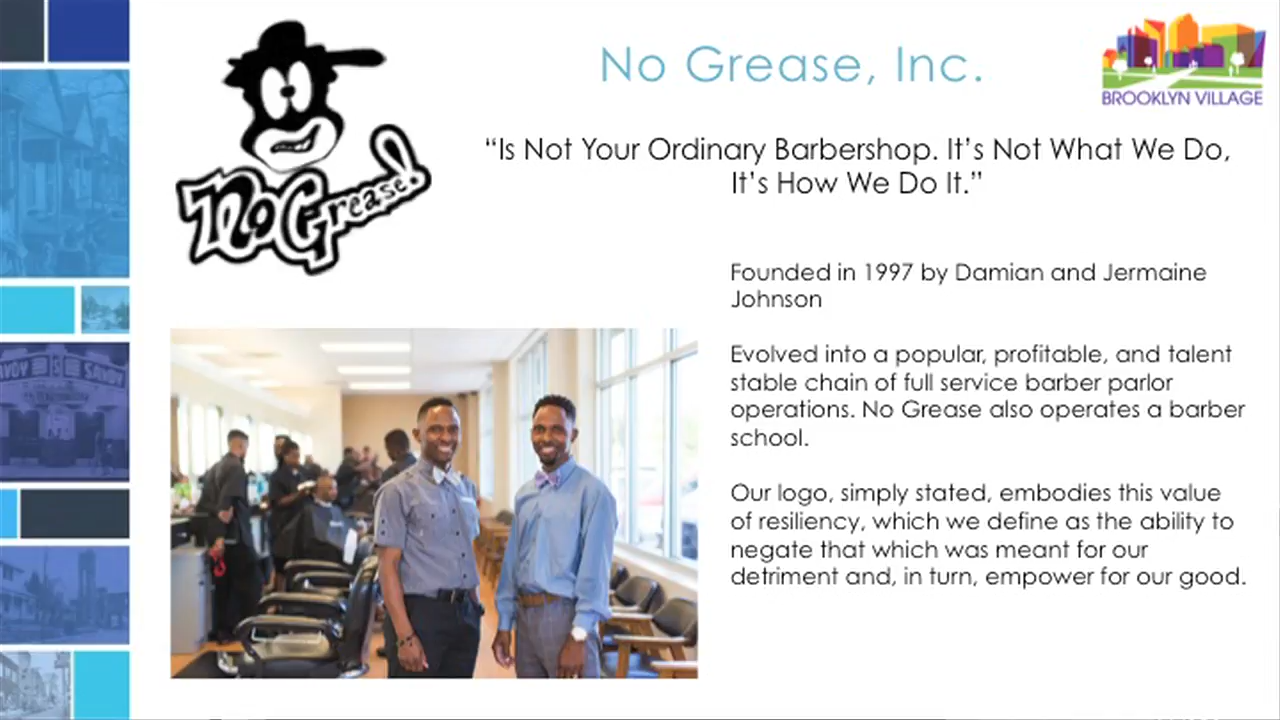 No Grease, Inc.
BROOKLYN VILLAGE
No Grease!
“Is Not Your Ordinary Barbershop. It’s Not What We Do,
It’s How We Do It.”
Founded in 1997 by Damian and Jermaine
Johnson
Evolved into a popular, profitable, and talent
stable chain of full service barber parlor
operations. No Grease also operates a barber
school.
SAVOY
Our logo, simply stated, embodies this value
of resiliency, which we define as the ability to
negate that which was meant for our
detriment and, in turn, empower for our good.